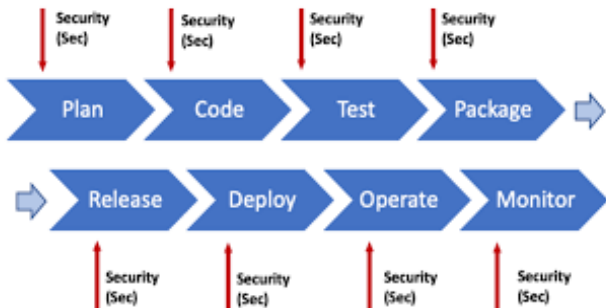 Security
(Sec)
Security
(Sec)
Security
(Sec)
Security
(Sec)
Plan
Code
Test
Package
Release
Deploy
Operate
Monitor
Security
(Sec)
Security
(Sec)
Security
(Sec)
Security
(Sec)